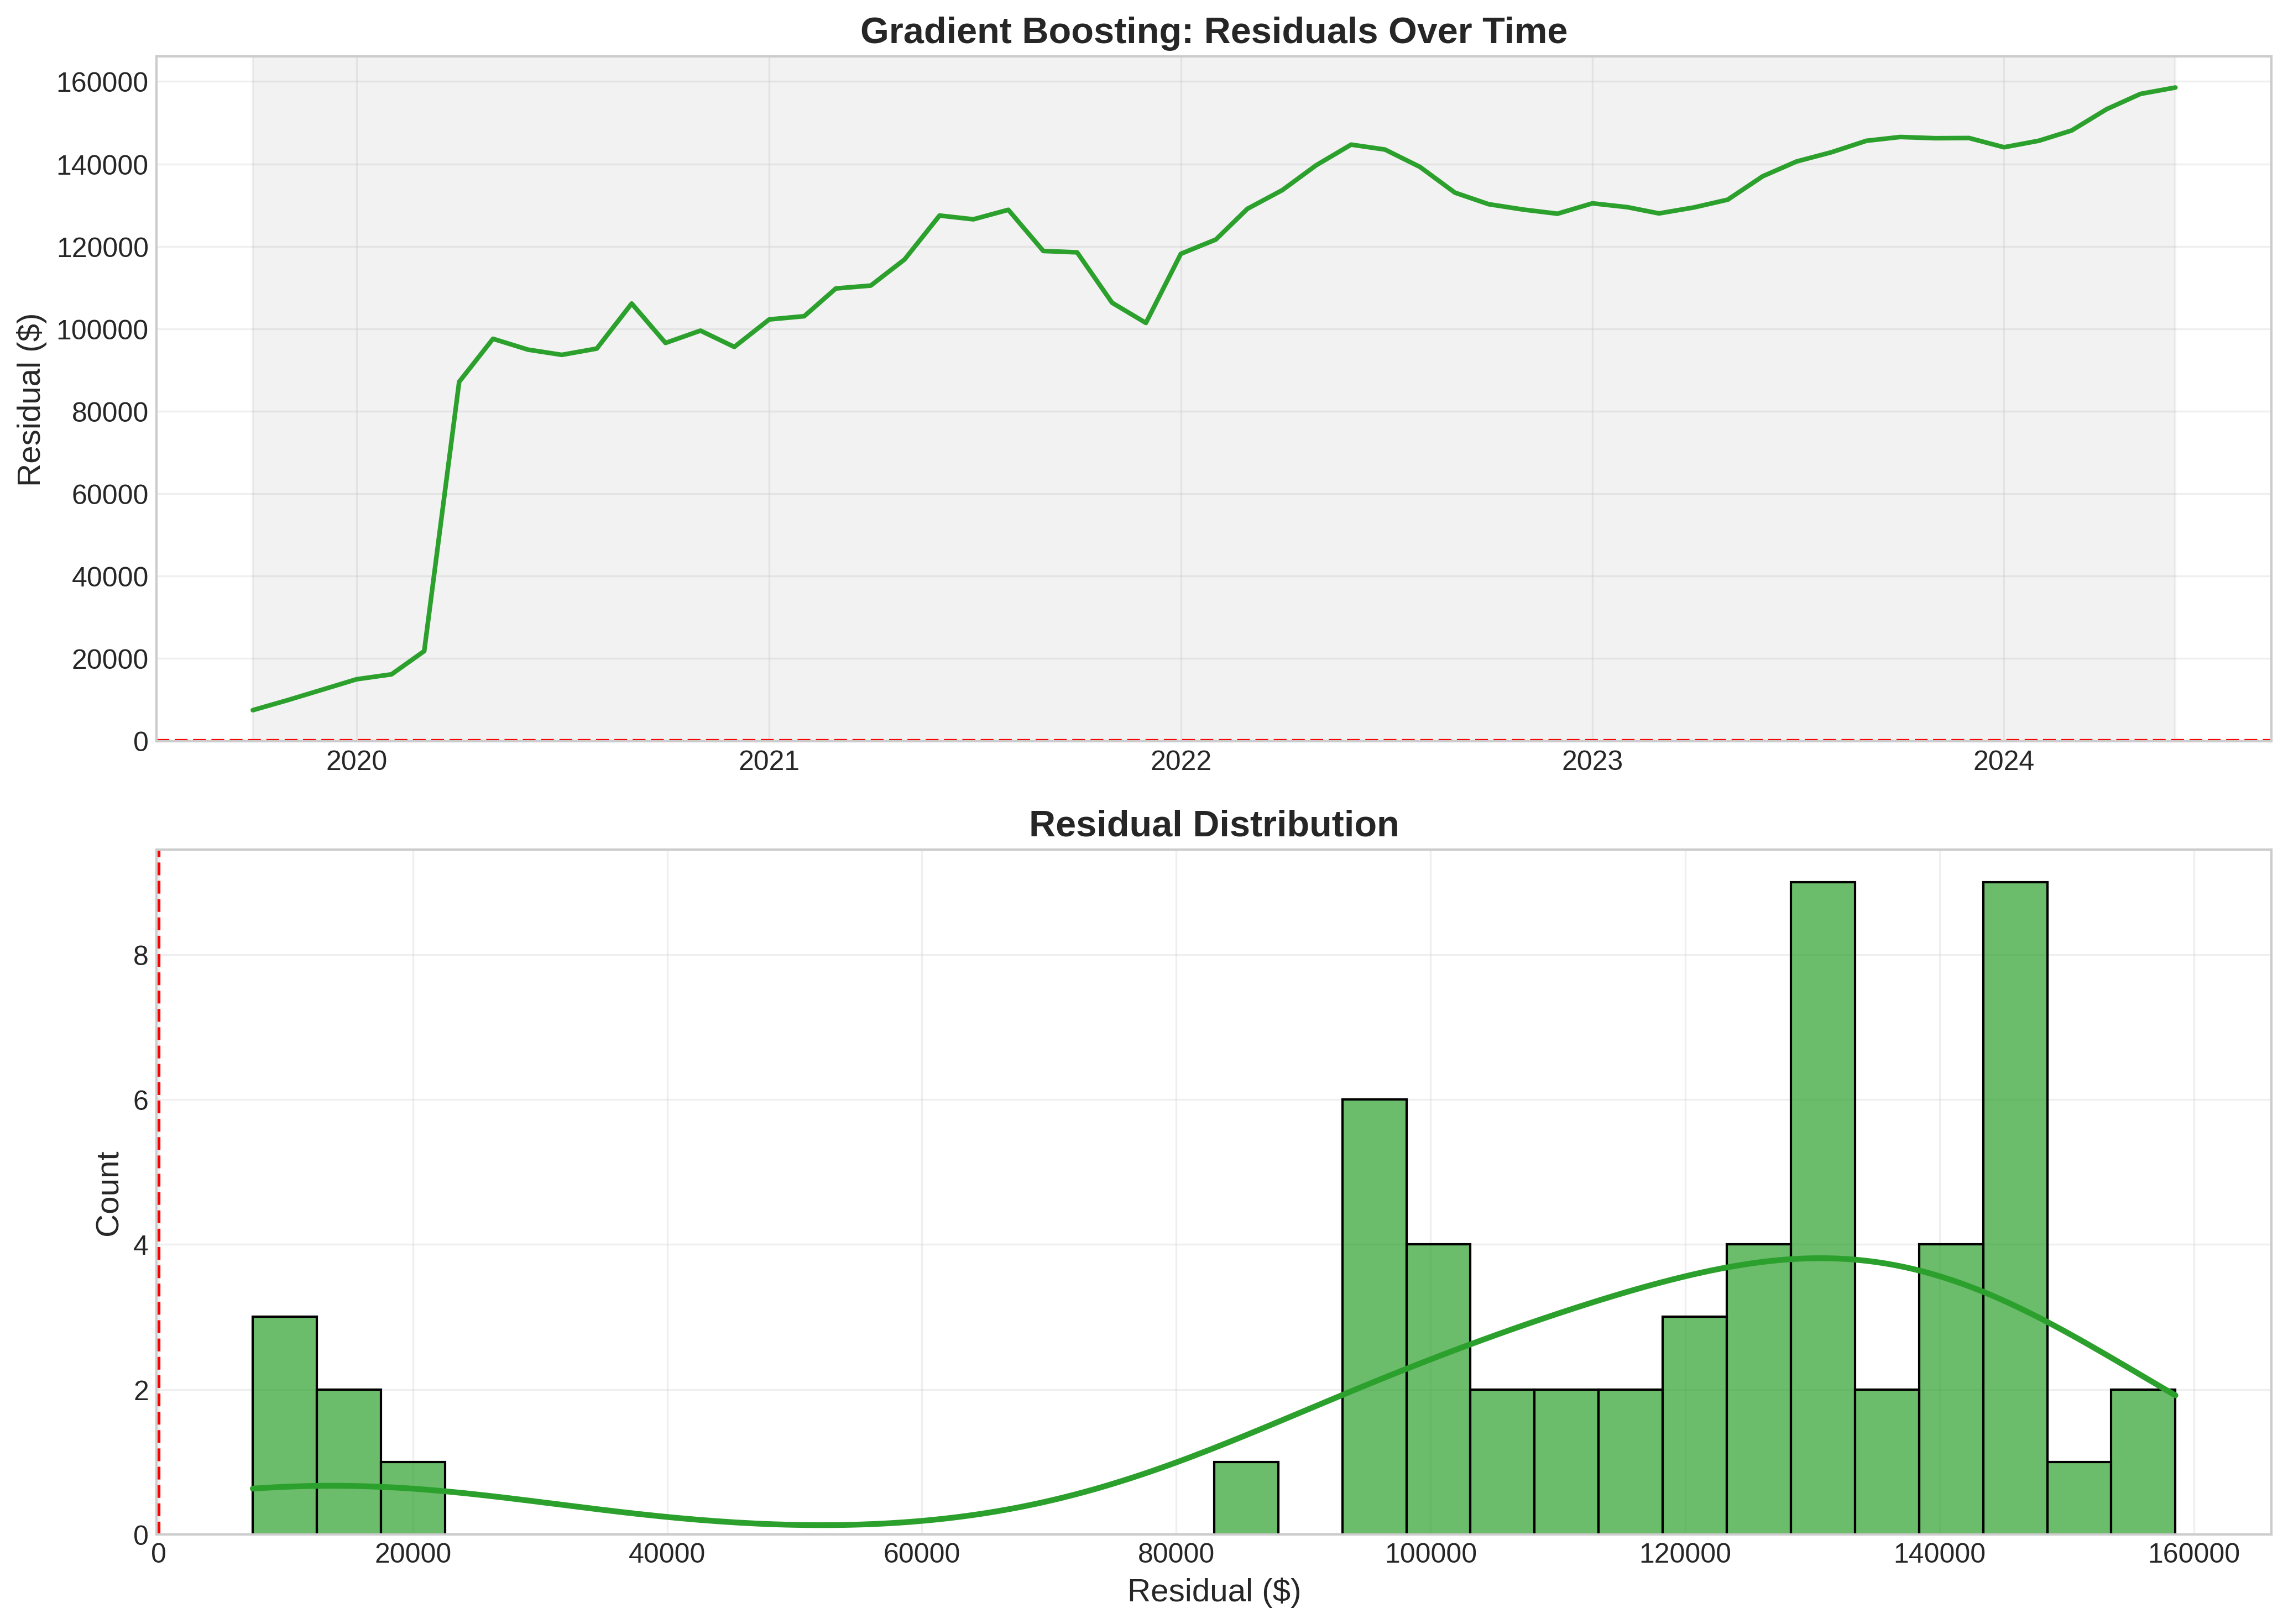 Gradient Boosting: Residuals Over Time
Residual ($)
160000
140000
120000
100000
80000
60000
40000
20000
0
2020 2021 2022 2023 2024
Residual Distribution
Count
8
6
4
2
0
0 20000 40000 60000 80000 100000 120000 140000 160000
Residual ($)